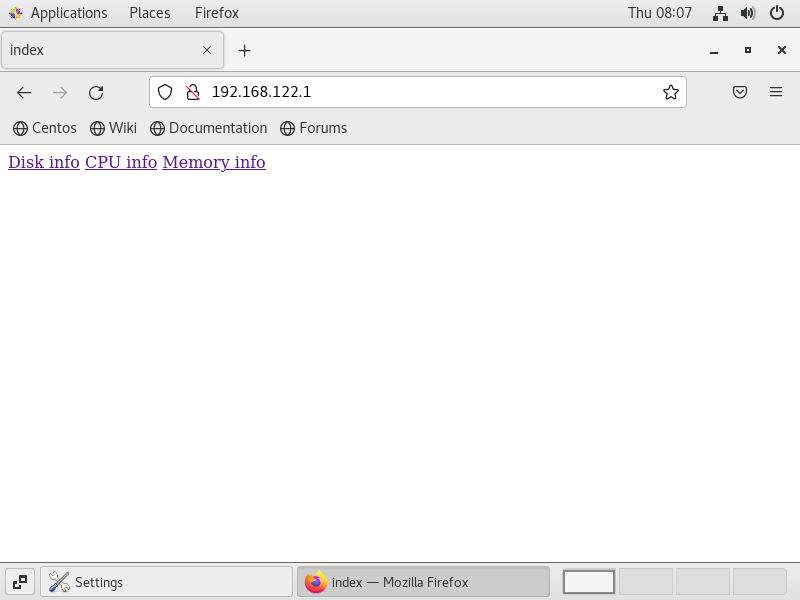 Applications Places Firefox Thu 08:07
index
192.168.122.1
Centos Wiki Documentation Forums
Disk info CPU info Memory info
Settings index — Mozilla Firefox